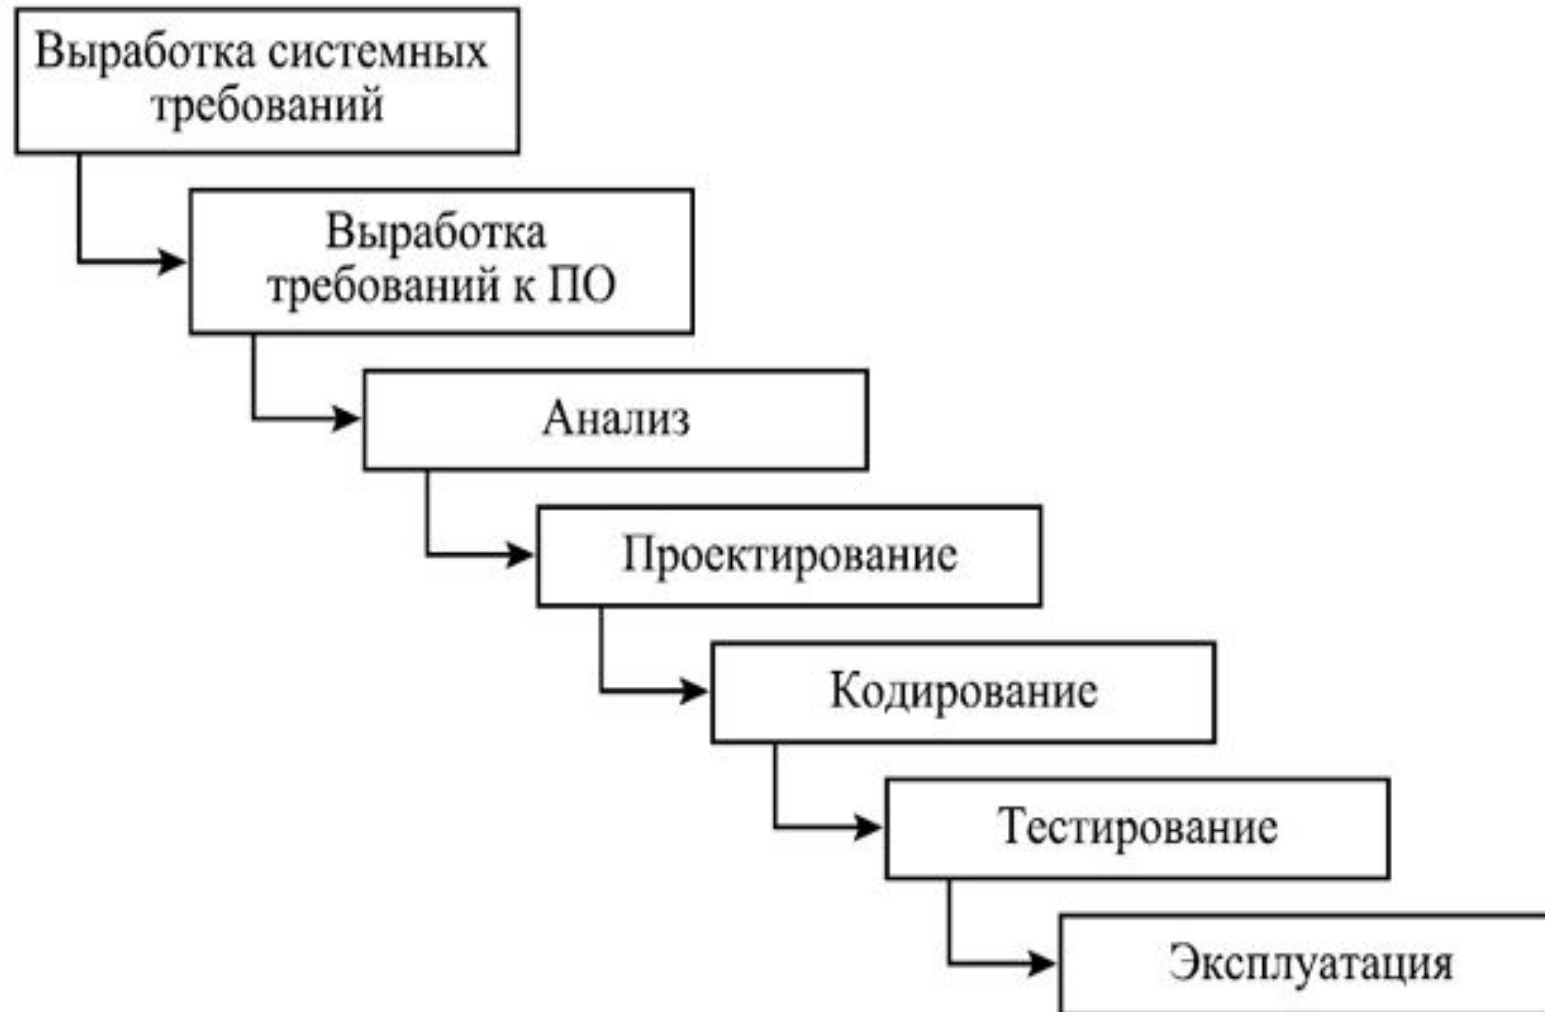 Выработка системных
требований
Выработка
требований к ПО
Анализ
Проектирование
Кодирование
Тестирование
Эксплуатация